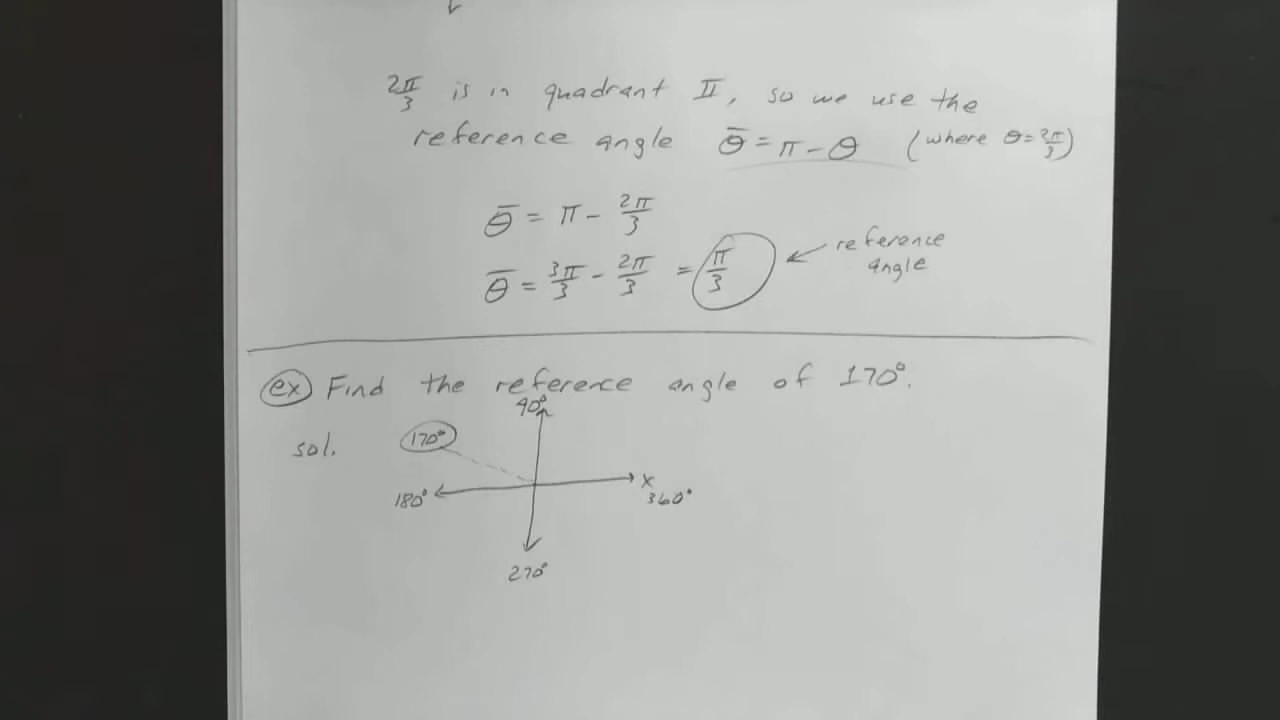 2π/3 is in quadrant II, so we use the
reference angle θ̄ = π - θ (where θ = 2π/3)
θ̄ = π - 2π/3
θ̄ = 3π/3 - 2π/3 = π/3
reference
angle
ex Find the reference angle of 170°.
90°
sol. 170°
180° x
360°
270°